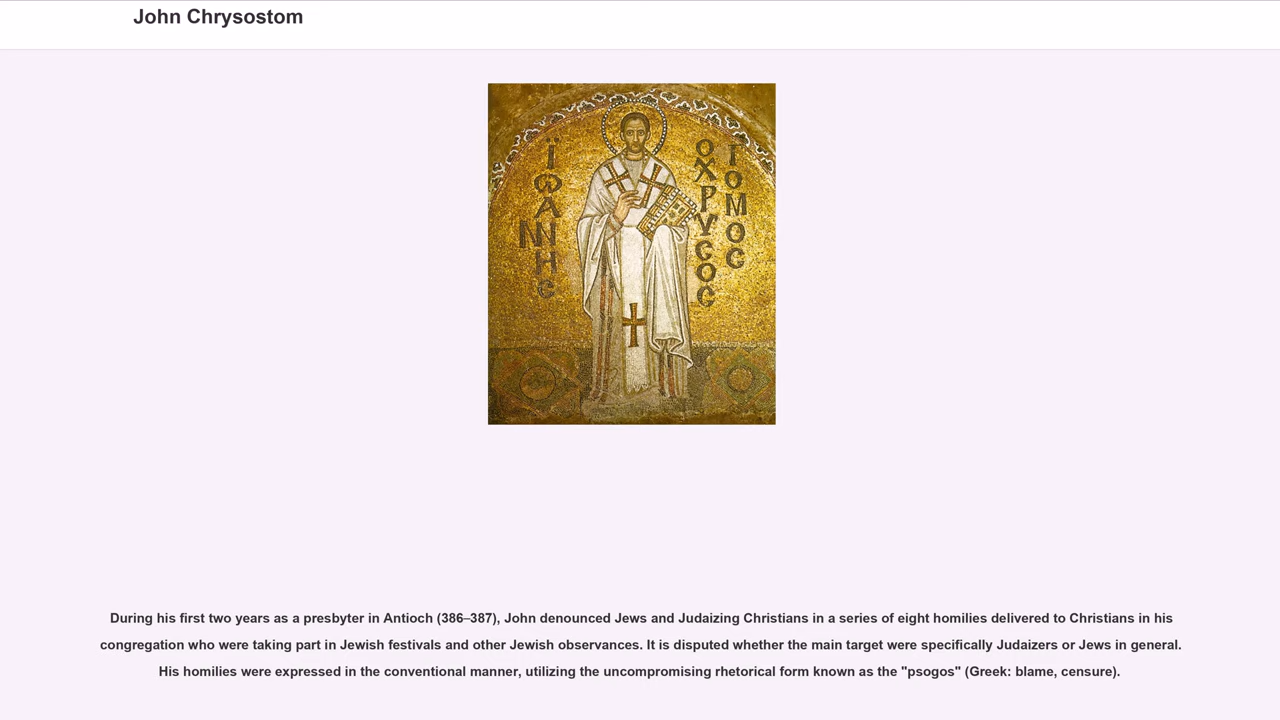 John Chrysostom
ΪΩΑΝΝΗС
ΟΧΡΥСΟС
ΤΟΜΟС
During his first two years as a presbyter in Antioch (386–387), John denounced Jews and Judaizing Christians in a series of eight homilies delivered to Christians in his
congregation who were taking part in Jewish festivals and other Jewish observances. It is disputed whether the main target were specifically Judaizers or Jews in general.
His homilies were expressed in the conventional manner, utilizing the uncompromising rhetorical form known as the "psogos" (Greek: blame, censure).